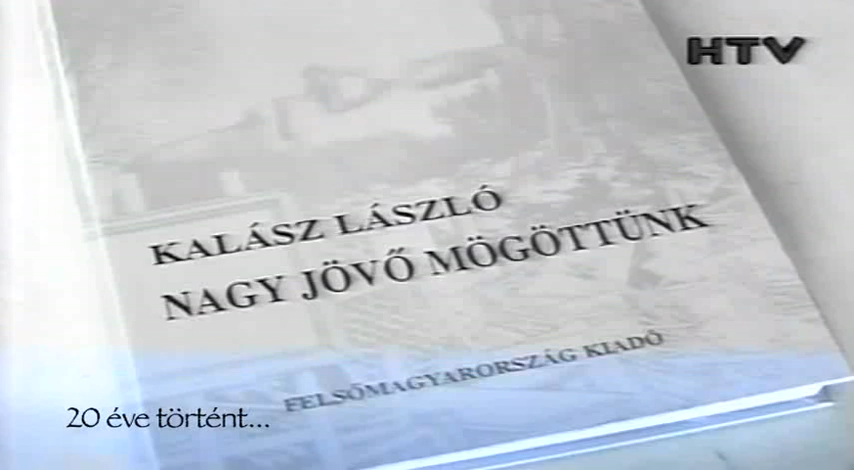 HTV
KALÁSZ LÁSZLÓ
NAGY JÖVŐ MÖGÖTTÜNK
FELSŐMAGYARORSZÁG KIADÓ
20 éve történt...